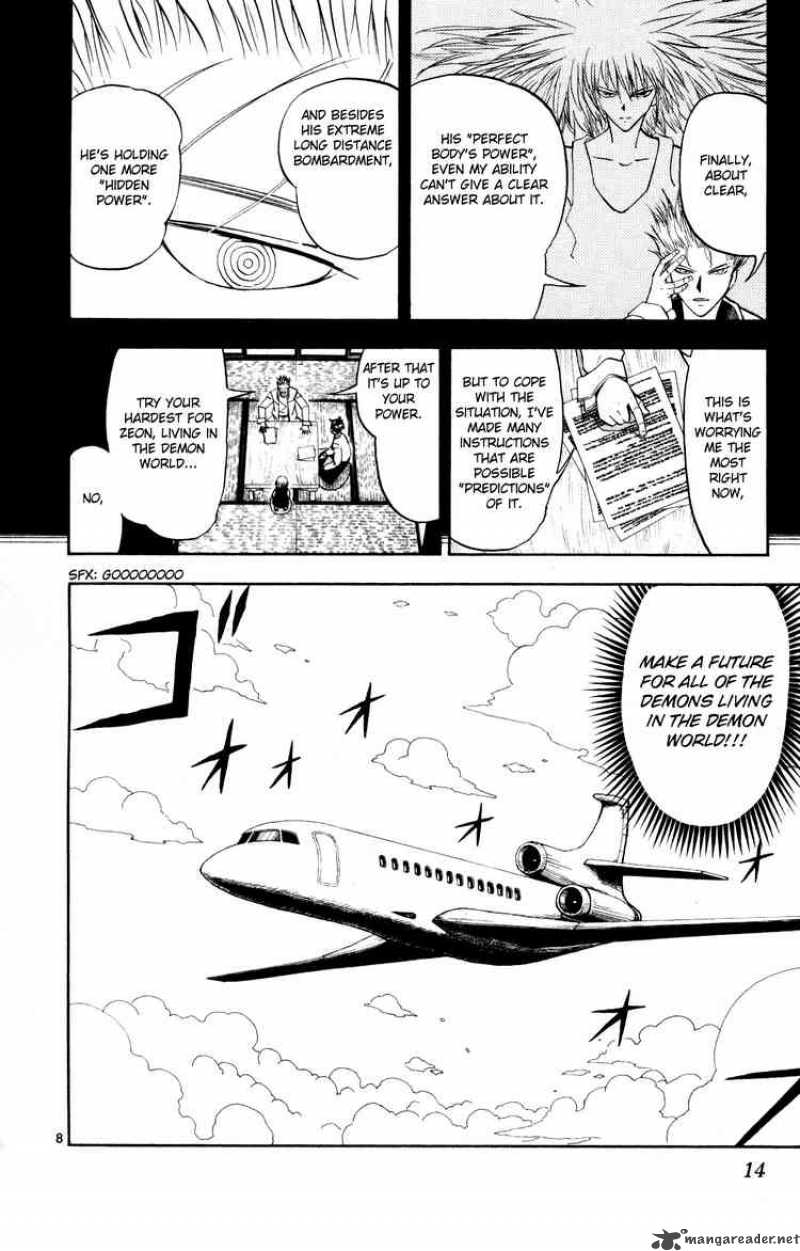 FINALLY,
ABOUT
CLEAR,
HIS "PERFECT
BODY'S POWER",
EVEN MY ABILITY
CAN'T GIVE A CLEAR
ANSWER ABOUT IT.
AND BESIDES
HIS EXTREME
LONG DISTANCE
BOMBARDMENT,
HE'S HOLDING
ONE MORE
"HIDDEN
POWER".
THIS IS
WHAT'S
WORRYING
ME THE
MOST
RIGHT
NOW,
BUT TO COPE
WITH THE
SITUATION, I'VE
MADE MANY
INSTRUCTIONS
THAT ARE
POSSIBLE
"PREDICTIONS"
OF IT.
AFTER THAT
IT'S UP TO
YOUR
POWER.
TRY YOUR
HARDEST FOR
ZEON, LIVING IN
THE DEMON
WORLD...
NO,
SFX: GOOOOOOOOO
MAKE A FUTURE
FOR ALL OF THE
DEMONS LIVING
IN THE DEMON
WORLD!!!
ゴ
8
14
mangareader.net